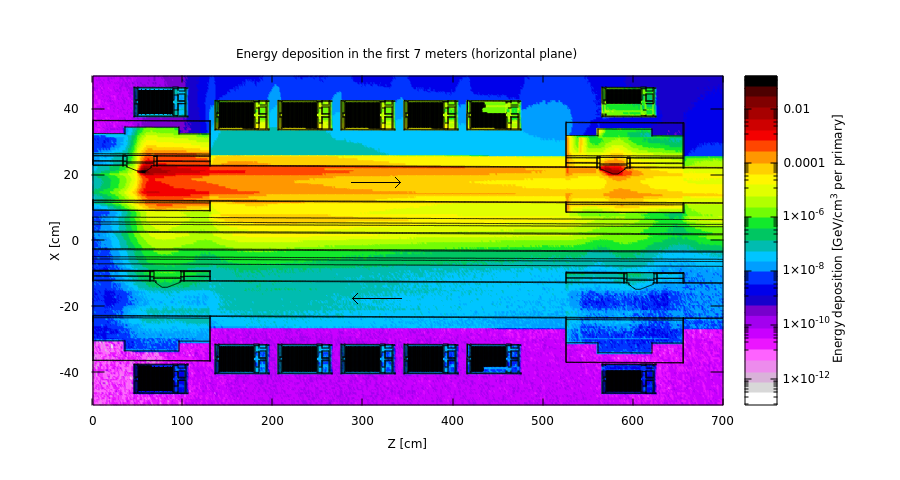 Energy deposition in the first 7 meters (horizontal plane)
40
20
0
-20
-40
X [cm]
0 100 200 300 400 500 600 700
Z [cm]
0.01
0.0001
1×10⁻⁶
1×10⁻⁸
1×10⁻¹⁰
1×10⁻¹²
Energy deposition [GeV/cm³ per primary]